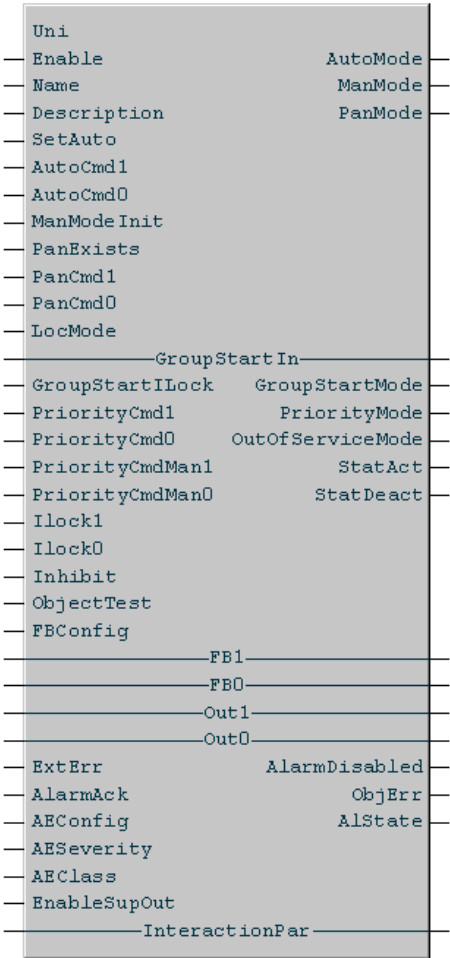 Uni
Enable AutoMode
Name ManMode
Description PanMode
SetAuto
AutoCmd1
AutoCmd0
ManModeInit
PanExists
PanCmd1
PanCmd0
LocMode
GroupStartIn
GroupStartILock GroupStartMode
PriorityCmd1 PriorityMode
PriorityCmd0 OutOfServiceMode
PriorityCmdMan1 StatAct
PriorityCmdMan0 StatDeact
Ilock1
Ilock0
Inhibit
ObjectTest
FBConfig
FB1
FB0
Out1
Out0
ExtErr AlarmDisabled
AlarmAck ObjErr
AEConfig AlState
AESeverity
AEClass
EnableSupOut
InteractionPar